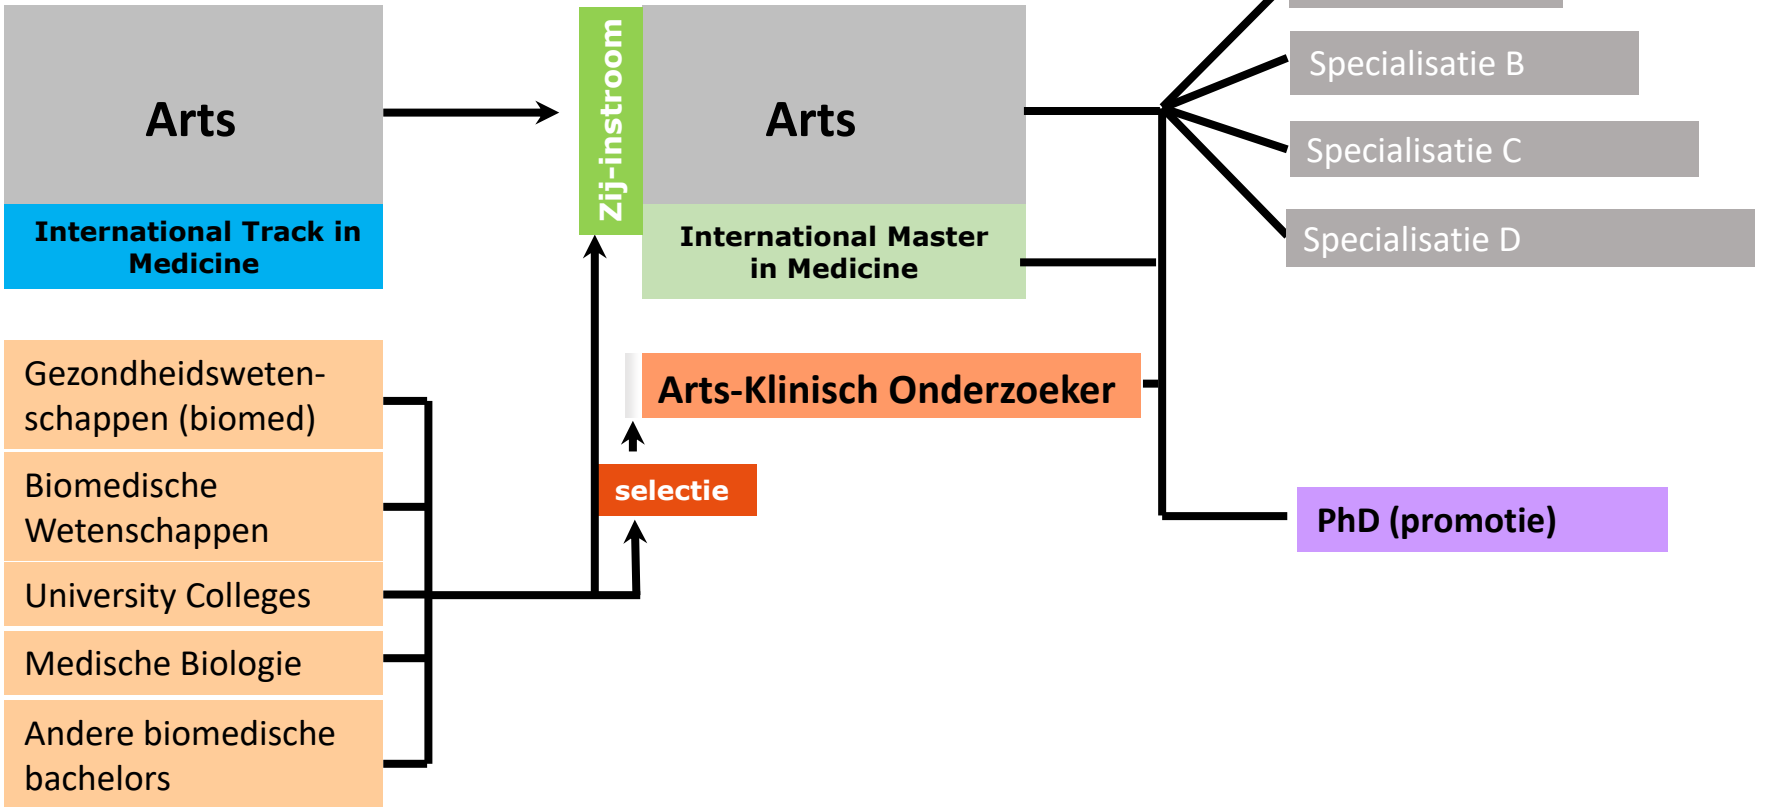 Arts
International Track in
Medicine
Zij-instroom
Arts
International Master
in Medicine
Specialisatie B
Specialisatie C
Specialisatie D
Gezondheidsweten-
schappen (biomed)
Biomedische
Wetenschappen
University Colleges
Medische Biologie
Andere biomedische
bachelors
Arts-Klinisch Onderzoeker
selectie
PhD (promotie)